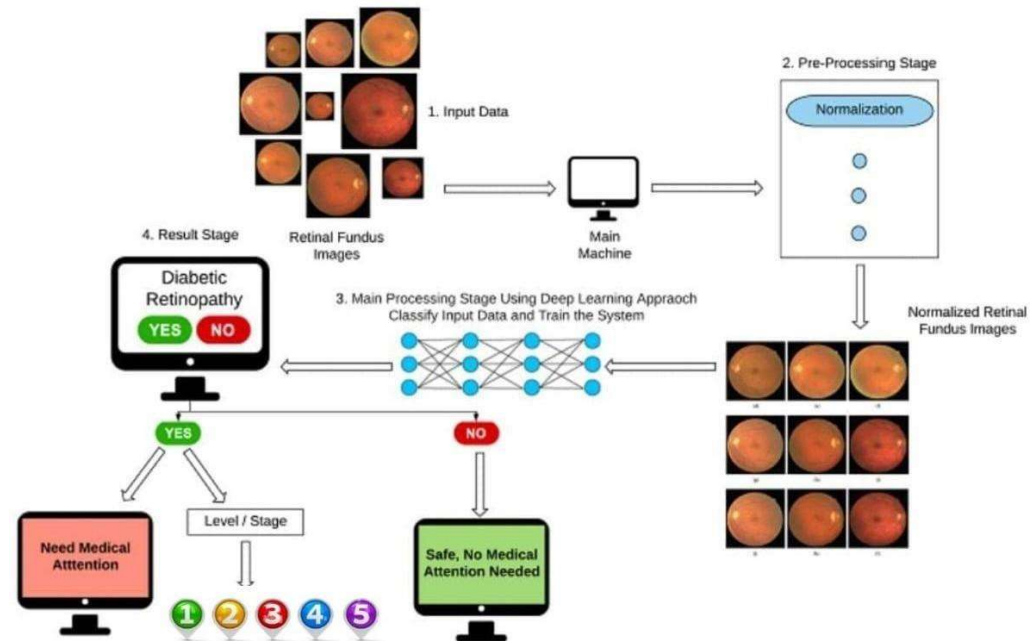 1. Input Data
Retinal Fundus
Images
Main
Machine
2. Pre-Processing Stage
Normalization
Normalized Retinal
Fundus Images
3. Main Processing Stage Using Deep Learning Appraoch
Classify Input Data and Train the System
4. Result Stage
Diabetic
Retinopathy
YES NO
YES
NO
Need Medical
Atttention
Level / Stage
1 2 3 4 5
Safe, No Medical
Attention Needed